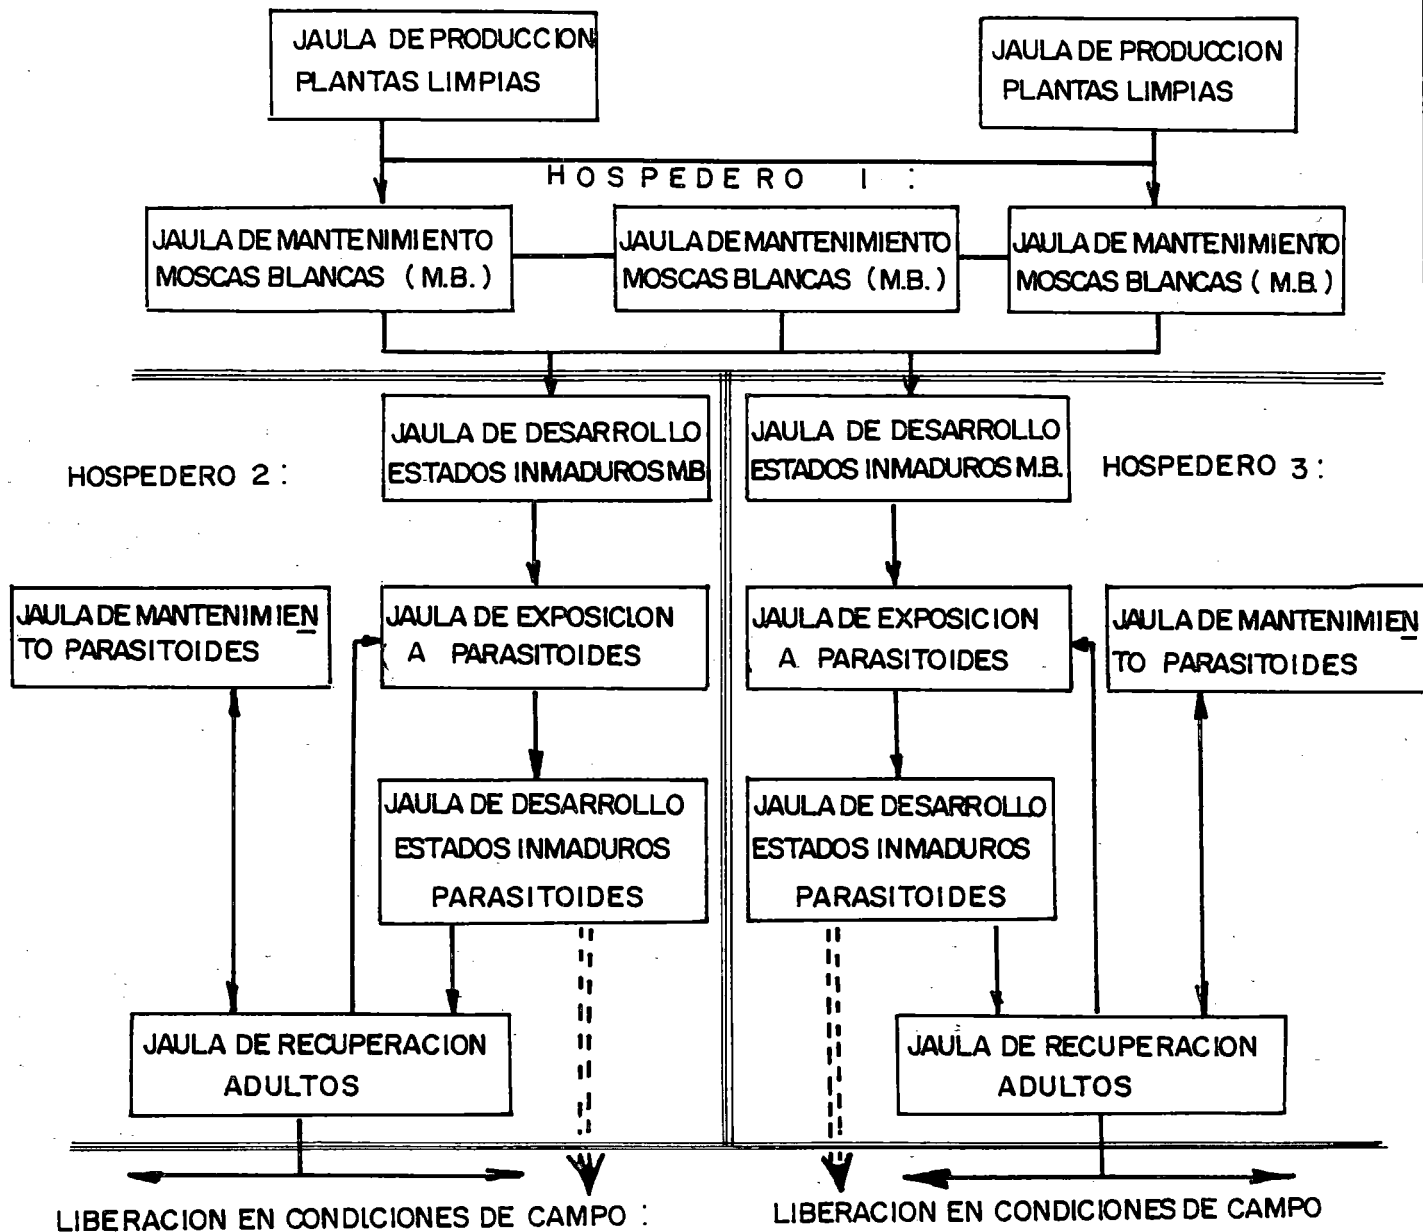 JAULA DE PRODUCCION
PLANTAS LIMPIAS
JAULA DE PRODUCCION
PLANTAS LIMPIAS
HOSPEDERO 1 :
JAULA DE MANTENIMIENTO
MOSCAS BLANCAS (M.B.)
JAULA DE MANTENIMIENTO
MOSCAS BLANCAS (M.B.)
JAULA DE MANTENIMIENTO
MOSCAS BLANCAS (M.B.)
HOSPEDERO 2 :
JAULA DE DESARROLLO
ESTADOS INMADUROS M.B
JAULA DE DESARROLLO
ESTADOS INMADUROS M.B.
HOSPEDERO 3 :
JAULA DE MANTENIMIEN
TO PARASITOIDES
JAULA DE EXPOSICION
A PARASITOIDES
JAULA DE EXPOSICION
A PARASITOIDES
JAULA DE MANTENIMIEN
TO PARASITOIDES
JAULA DE DESARROLLO
ESTADOS INMADUROS
PARASITOIDES
JAULA DE DESARROLLO
ESTADOS INMADUROS
PARASITOIDES
JAULA DE RECUPERACION
ADULTOS
JAULA DE RECUPERACION
ADULTOS
LIBERACION EN CONDICIONES DE CAMPO :
LIBERACION EN CONDICIONES DE CAMPO